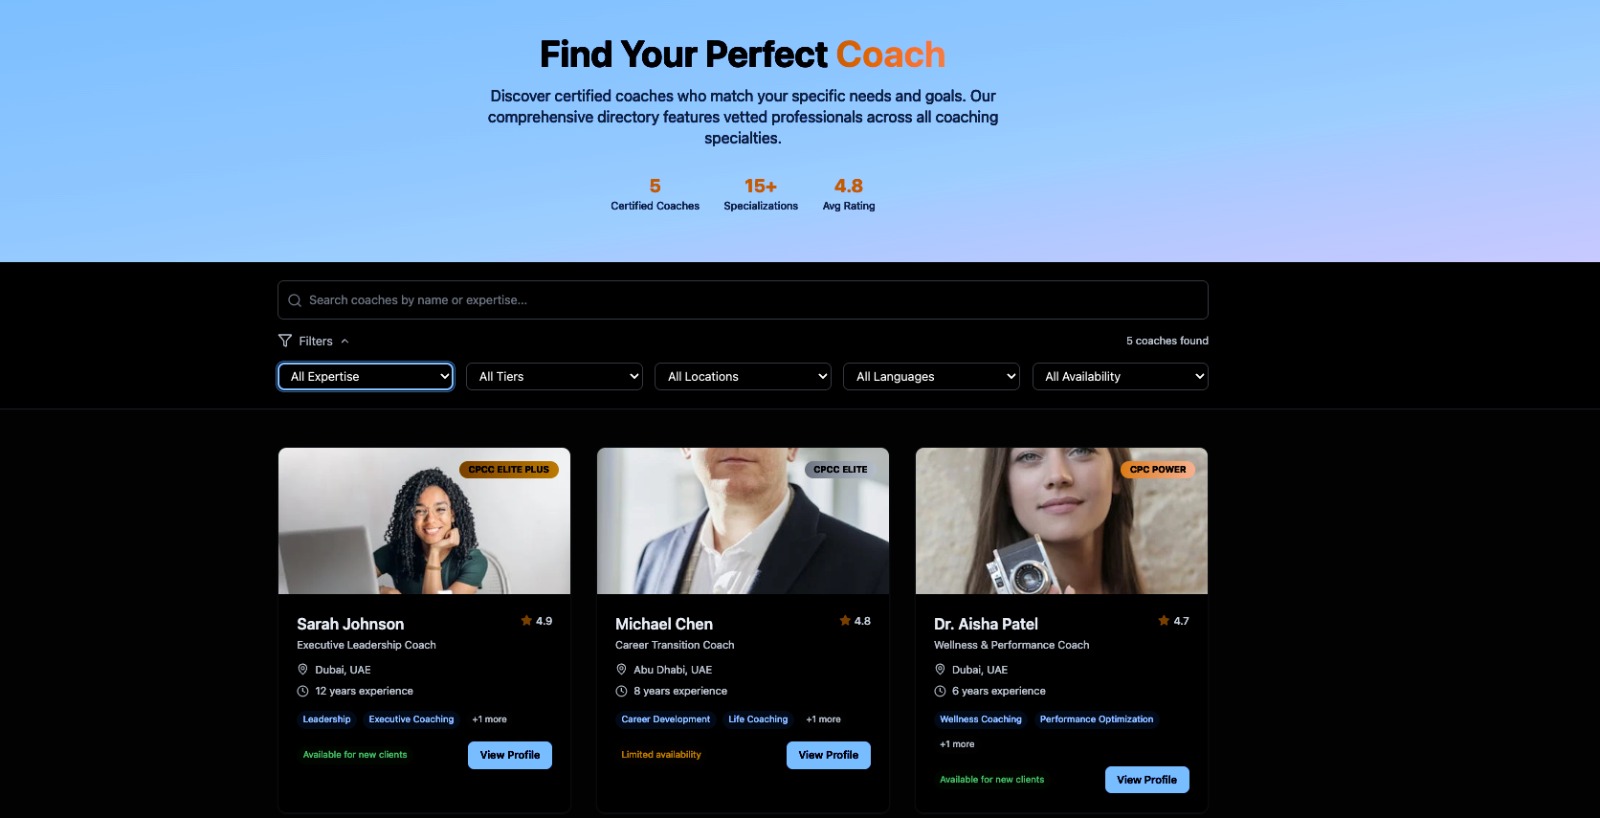 Find Your Perfect Coach
Discover certified coaches who match your specific needs and goals. Our
comprehensive directory features vetted professionals across all coaching
specialties.
5
Certified Coaches
15+
Specializations
4.8
Avg Rating
Search coaches by name or expertise...
Filters
5 coaches found
All Expertise
All Tiers
All Locations
All Languages
All Availability
CPCC ELITE PLUS
Sarah Johnson
4.9
Executive Leadership Coach
Dubai, UAE
12 years experience
Leadership
Executive Coaching
+1 more
Available for new clients
View Profile
CPCC ELITE
Michael Chen
4.8
Career Transition Coach
Abu Dhabi, UAE
8 years experience
Career Development
Life Coaching
+1 more
Limited availability
View Profile
CPC POWER
Dr. Aisha Patel
4.7
Wellness & Performance Coach
Dubai, UAE
6 years experience
Wellness Coaching
Performance Optimization
+1 more
Available for new clients
View Profile